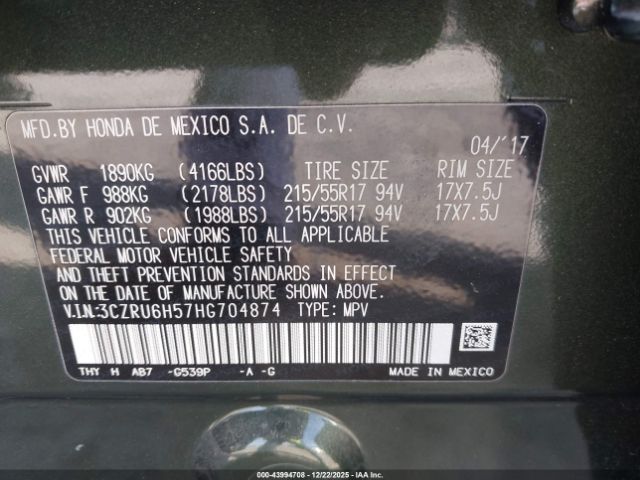 MFD.BY HONDA DE MEXICO S.A. DE C.V.
04/'17
GVWR 1890KG (4166LBS) TIRE SIZE RIM SIZE
GAWR F 988KG (2178LBS) 215/55R17 94V 17X7.5J
GAWR R 902KG (1988LBS) 215/55R17 94V 17X7.5J
THIS VEHICLE CONFORMS TO ALL APPLICABLE
FEDERAL MOTOR VEHICLE SAFETY
AND THEFT PREVENTION STANDARDS IN EFFECT
ON THE DATE OF MANUFACTURE SHOWN ABOVE.
V.I.N:3CZRU6H57HG704874 TYPE: MPV
THY H AB7 -G539P -A -G MADE IN MEXICO
000-43994708 - 12/22/2025 - IAAI.CA